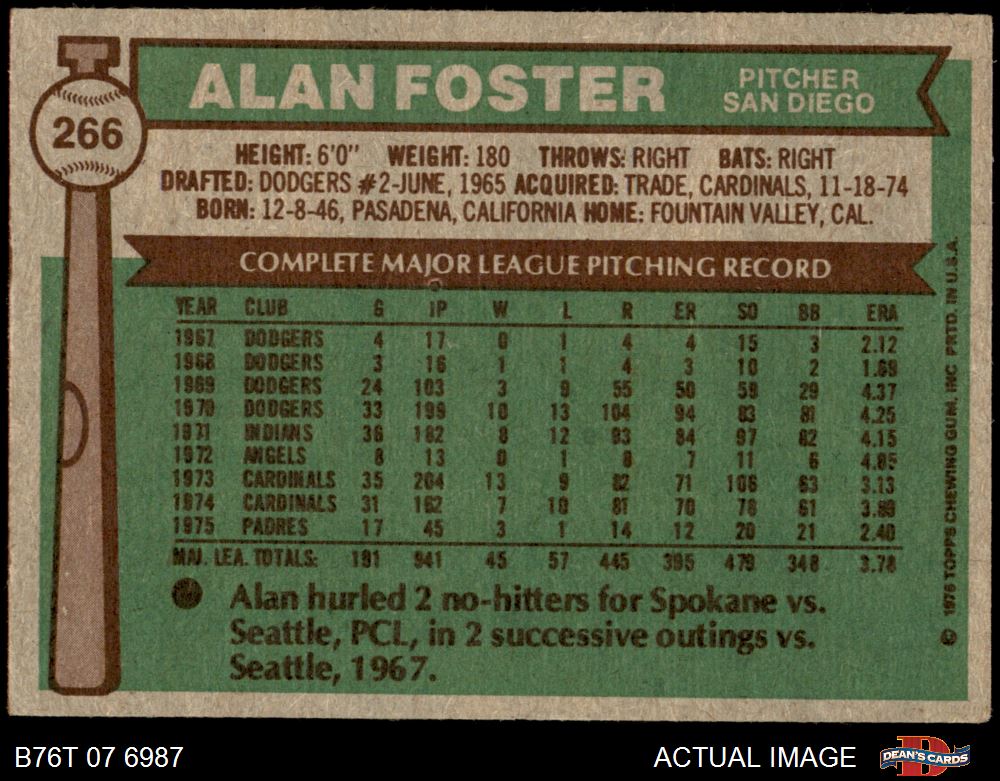 266
ALAN FOSTER
PITCHER
SAN DIEGO
HEIGHT: 6'0" WEIGHT: 180 THROWS: RIGHT BATS: RIGHT
DRAFTED: DODGERS #2-JUNE, 1965 ACQUIRED: TRADE, CARDINALS, 11-18-74
BORN: 12-8-46, PASADENA, CALIFORNIA HOME: FOUNTAIN VALLEY, CAL.
COMPLETE MAJOR LEAGUE PITCHING RECORD
YEAR CLUB G IP W L R ER SO BB ERA
1967 DODGERS 4 17 0 1 4 4 15 3 2.12
1968 DODGERS 3 16 1 1 4 3 10 2 1.69
1969 DODGERS 24 103 3 9 55 50 59 29 4.37
1970 DODGERS 33 199 10 13 104 94 83 81 4.25
1971 INDIANS 36 182 8 12 93 84 97 82 4.15
1972 ANGELS 8 13 0 1 8 7 11 6 4.85
1973 CARDINALS 35 204 13 9 82 71 106 63 3.13
1974 CARDINALS 31 162 7 10 81 70 78 61 3.89
1975 PADRES 17 45 3 1 14 12 20 21 2.40
MAJ. LEA. TOTALS: 191 941 45 57 445 395 479 348 3.78
Alan hurled 2 no-hitters for Spokane vs.
Seattle, PCL, in 2 successive outings vs.
Seattle, 1967.
© 1976 TOPPS CHEWING GUM, INC PRTD. IN U.S.A.
B76T 07 6987
ACTUAL IMAGE
DEAN'S CARDS